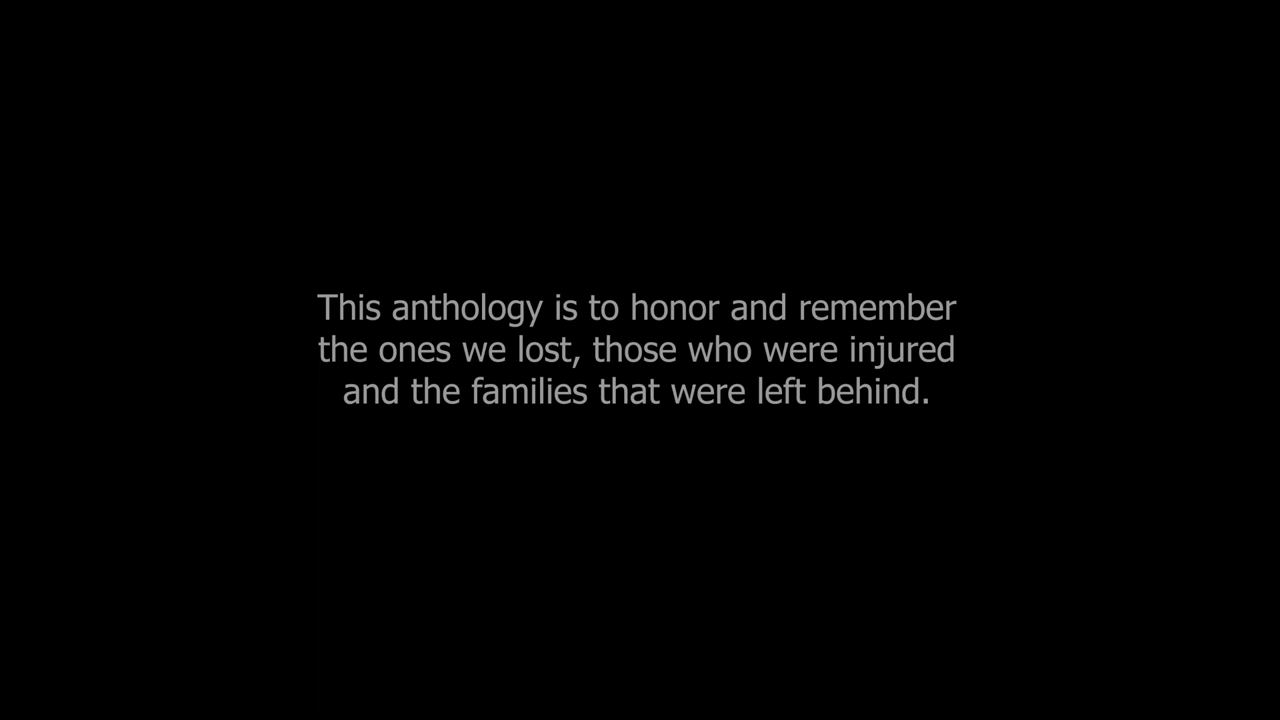 This anthology is to honor and remember
the ones we lost, those who were injured
and the families that were left behind.